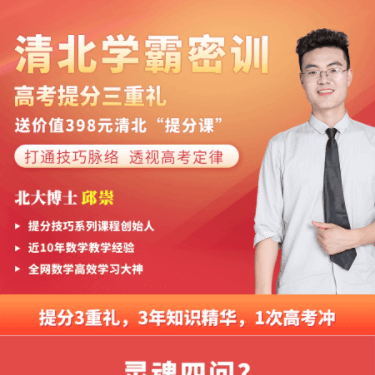 清北学霸密训
高考提分三重礼
送价值398元清北“提分课”
打通技巧脉络 透视高考定律
北大博士 邱崇
提分技巧系列课程创始人
近10年数学教学经验
全网数学高效学习大神
提分3重礼，3年知识精华，1次高考冲
灵魂四问？